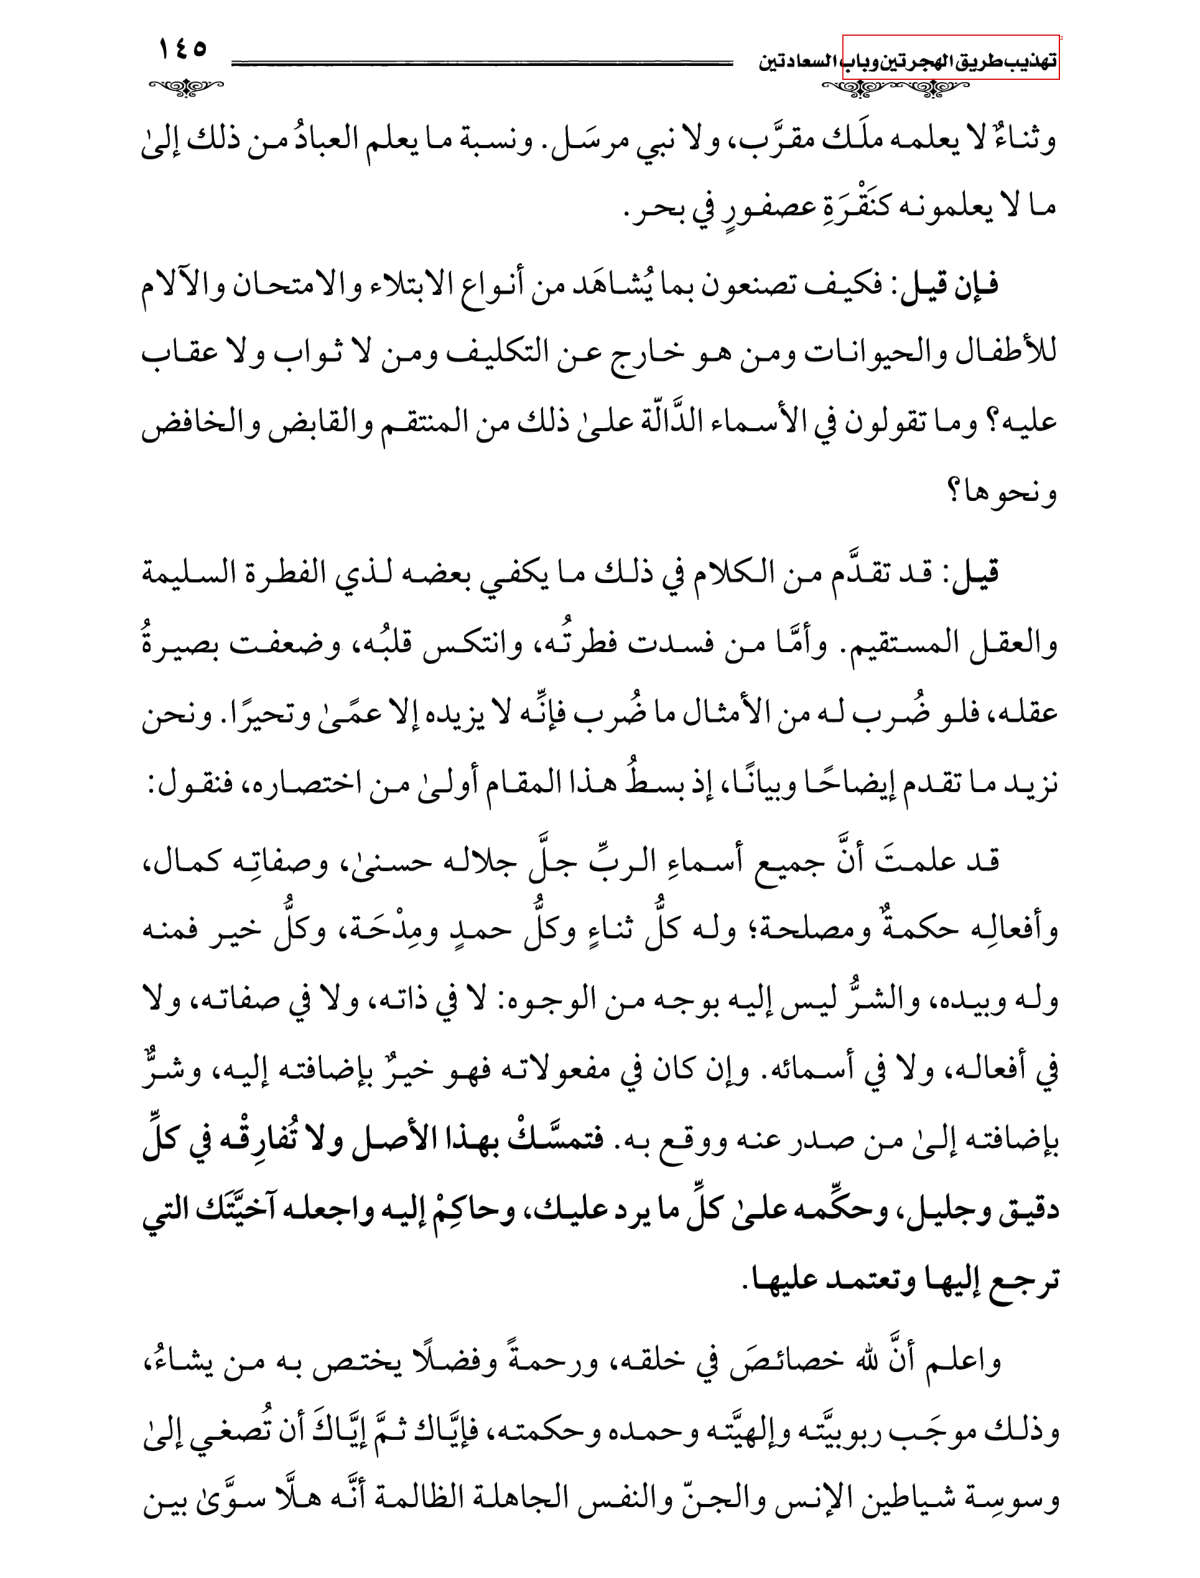 تهذيب طريق الهجرتين وباب السعادتين
١٤٥
وثناءٌ لا يعلمه ملَك مقرَّب، ولا نبي مرسَل. ونسبة ما يعلم العبادُ من ذلك إلىٰ
ما لا يعلمونه كنَقْرَةِ عصفورٍ في بحر.
فإن قيل: فكيف تصنعون بما يُشاهَد من أنواع الابتلاء والامتحان والآلام
للأطفال والحيوانات ومن هو خارج عن التكليف ومن لا ثواب ولا عقاب
عليه؟ وما تقولون في الأسماء الدَّالّة علىٰ ذلك من المنتقم والقابض والخافض
ونحوها؟
قيل: قد تقدَّم من الكلام في ذلك ما يكفي بعضه لذي الفطرة السليمة
والعقل المستقيم. وأمَّا من فسدت فطرتُه، وانتكس قلبُه، وضعفت بصيرةُ
عقله، فلو ضُرب له من الأمثال ما ضُرب فإنِّه لا يزيده إلا عمًىٰ وتحيرًا. ونحن
نزيد ما تقدم إيضاحًا وبيانًا، إذ بسطُ هذا المقام أولىٰ من اختصاره، فنقول:
قد علمتَ أنَّ جميع أسماءِ الربِّ جلَّ جلاله حسنىٰ، وصفاتِه كمال،
وأفعالِه حكمةٌ ومصلحة؛ وله كلُّ ثناءٍ وكلُّ حمدٍ ومِدْحَة، وكلُّ خير فمنه
وله وبيده، والشرُّ ليس إليه بوجه من الوجوه: لا في ذاته، ولا في صفاته، ولا
في أفعاله، ولا في أسمائه. وإن كان في مفعولاته فهو خيرٌ بإضافته إليه، وشرٌّ
بإضافته إلىٰ من صدر عنه ووقع به. فتمسَّكْ بهذا الأصل ولا تُفارِقْه في كلِّ
دقيق وجليل، وحكِّمه علىٰ كلِّ ما يرد عليك، وحاكِمْ إليه واجعله آخيَّتَك التي
ترجع إليها وتعتمد عليها.
واعلم أنَّ لله خصائصَ في خلقه، ورحمةً وفضلًا يختص به من يشاءُ،
وذلك موجَب ربوبيَّته وإلهيَّته وحمده وحكمته، فإيَّاك ثمَّ إيَّاكَ أن تُصغي إلىٰ
وسوسِة شياطين الإنس والجنّ والنفس الجاهلة الظالمة أنَّه هلَّا سوَّىٰ بين